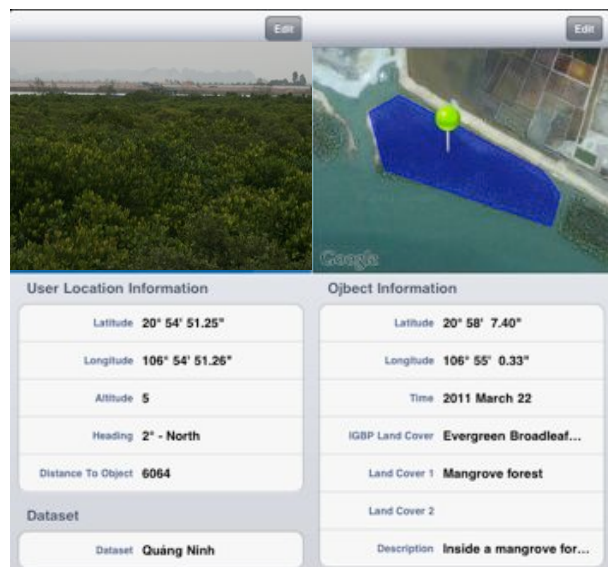 Edit
User Location Information
Latitude 20° 54' 51.25"
Longitude 106° 54' 51.26"
Altitude 5
Heading 2° - North
Distance To Object 6064
Dataset
Dataset Quảng Ninh
Edit
Google
Ojbect Information
Latitude 20° 58' 7.40"
Longitude 106° 55' 0.33"
Time 2011 March 22
IGBP Land Cover Evergreen Broadleaf...
Land Cover 1 Mangrove forest
Land Cover 2
Description Inside a mangrove for...